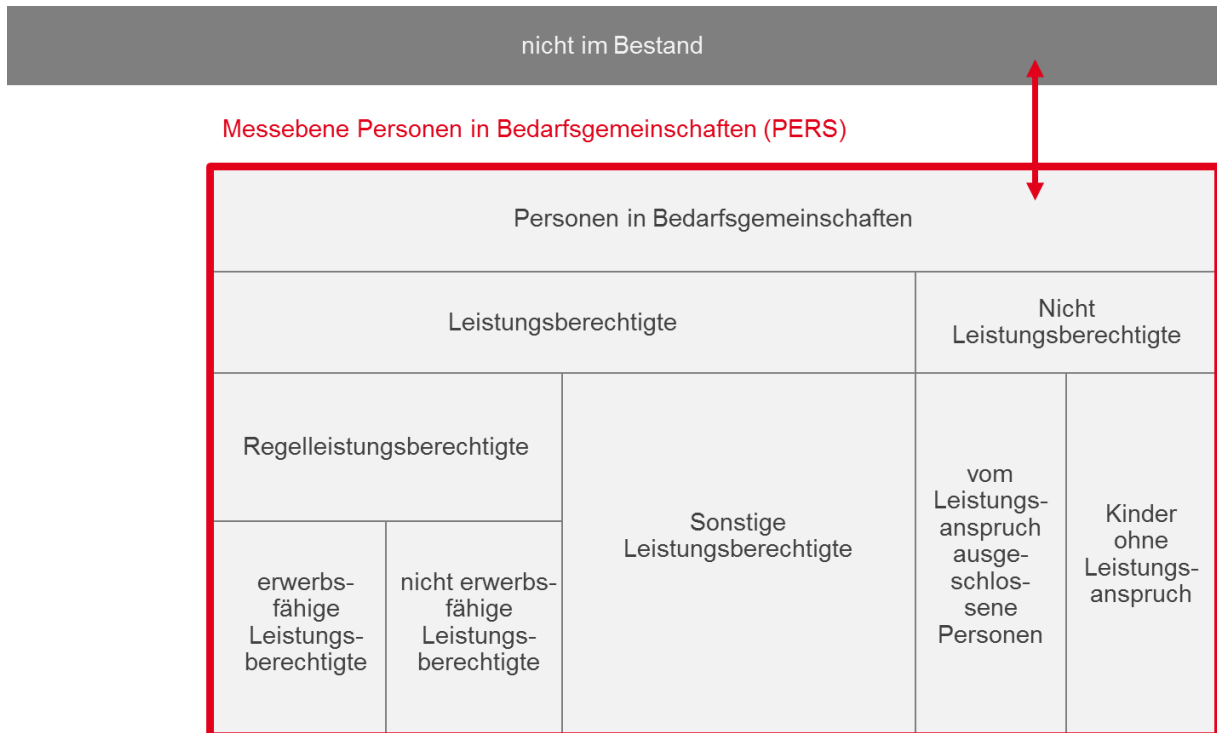 nicht im Bestand
Messebene Personen in Bedarfsgemeinschaften (PERS)
Personen in Bedarfsgemeinschaften
Leistungsberechtigte
Nicht
Leistungsberechtigte
Regelleistungsberechtigte
Sonstige
Leistungsberechtigte
vom
Leistungs-
anspruch
ausge-
schlos-
sene
Personen
Kinder
ohne
Leistungs-
anspruch
erwerbs-
fähige
Leistungs-
berechtigte
nicht erwerbs-
fähige
Leistungs-
berechtigte